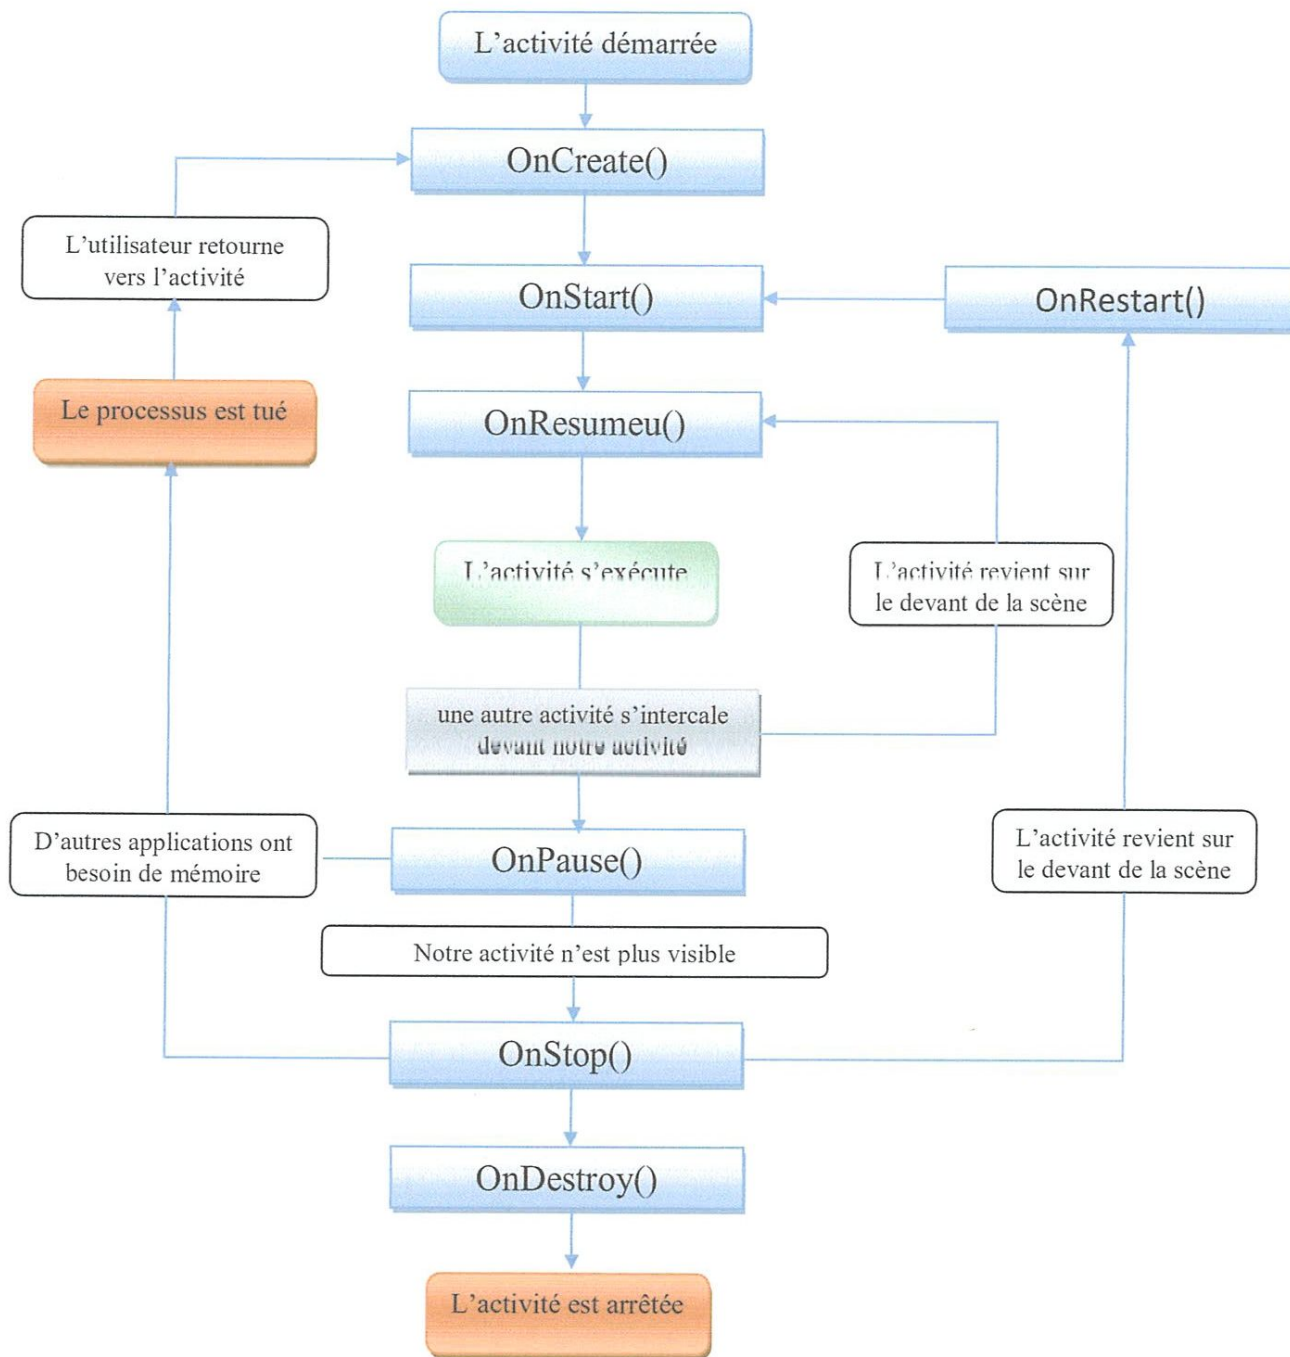 L'activité démarrée
OnCreate()
L'utilisateur retourne
vers l'activité
OnStart()
OnRestart()
Le processus est tué
OnResumeu()
L'activité s'exécute
L'activité revient sur
le devant de la scène
une autre activité s'intercale
devant notre activité
D'autres applications ont
besoin de mémoire
OnPause()
L'activité revient sur
le devant de la scène
Notre activité n'est plus visible
OnStop()
OnDestroy()
L'activité est arrêtée